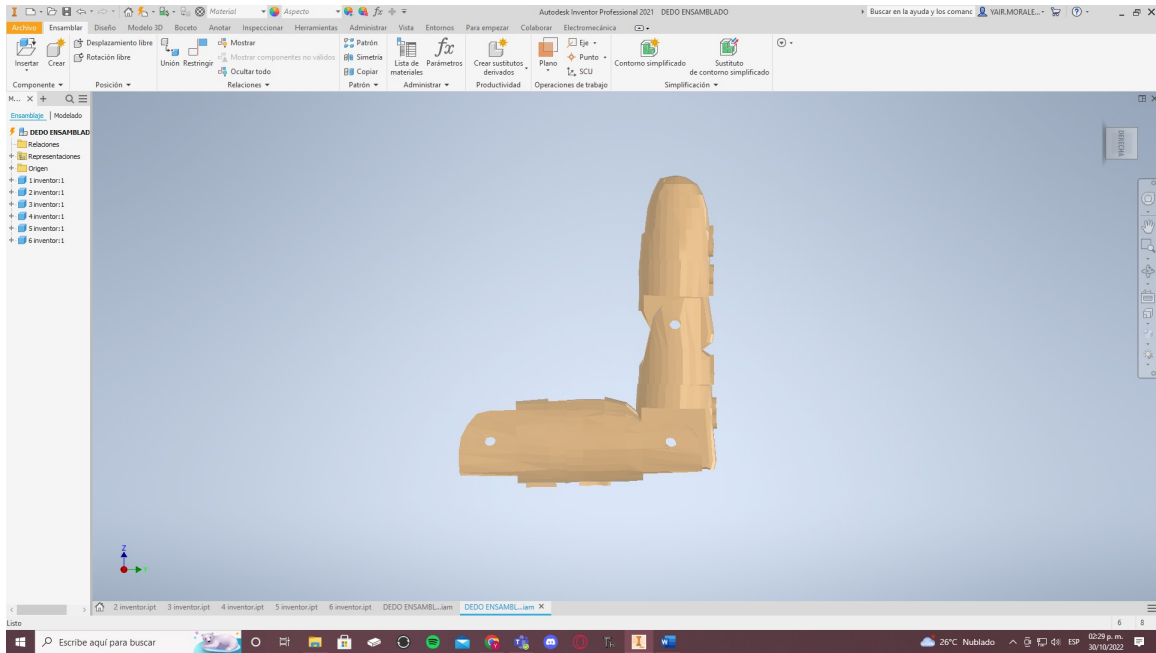 Material
Aspecto
Autodesk Inventor Professional 2021 DEDO ENSAMBLADO
Buscar en la ayuda y los comanc
YAIR.MORALE...
Archivo Ensamblar Diseño Modelo 3D Boceto Anotar Inspeccionar Herramientas Administrar Vista Entornos Para empezar Colaborar Electromecánica
Insertar
Crear
Desplazamiento libre
Rotación libre
Unión Restringir
Mostrar
Mostrar componentes no válidos
Ocultar todo
Patrón
Simetría
Copiar
Lista de
materiales
fx
Parámetros
Crear sustitutos
derivados
Plano
Eje
Punto
SCU
Contorno simplificado
Sustituto
de contorno simplificado
Componente Posición Relaciones Patrón Administrar Productividad Operaciones de trabajo Simplificación
M... X +
Ensamblaje Modelado
DEDO ENSAMBLAD
Relaciones
Representaciones
Origen
1 inventor:1
2 inventor:1
3 inventor:1
4 inventor:1
5 inventor:1
6 inventor:1
DERECHA
Z
Y
2 inventor.ipt 3 inventor.ipt 4 inventor.ipt 5 inventor.ipt 6 inventor.ipt DEDO ENSAMBL...iam DEDO ENSAMBL...iam X
Listo
6 8
Escribe aquí para buscar
26°C Nublado
ESP
02:29 p. m.
30/10/2022